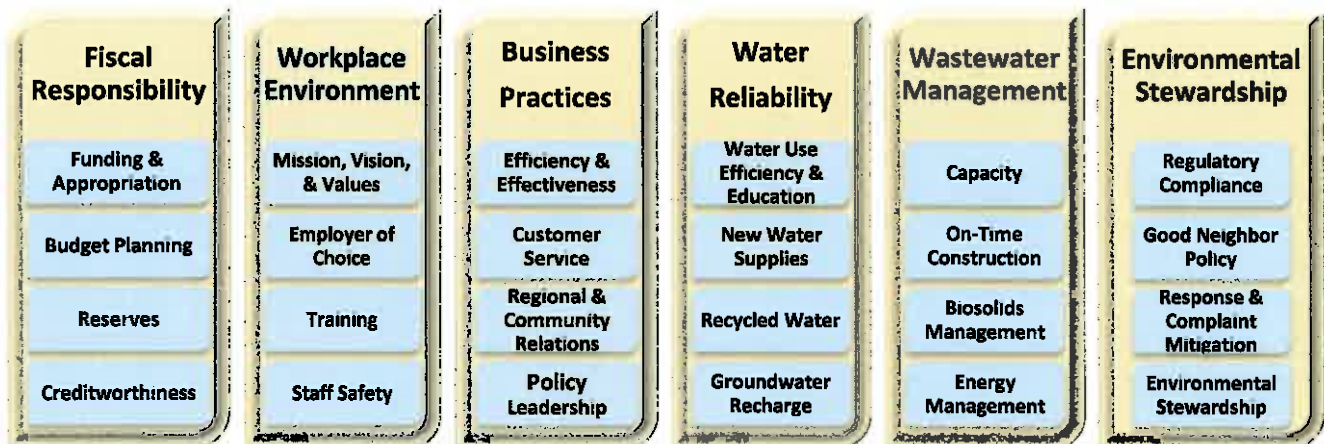 Fiscal
Responsibility
Funding &
Appropriation
Budget Planning
Reserves
Creditworthiness
Workplace
Environment
Mission, Vision,
& Values
Employer of
Choice
Training
Staff Safety
Business
Practices
Efficiency &
Effectiveness
Customer
Service
Regional &
Community
Relations
Policy
Leadership
Water
Reliability
Water Use
Efficiency &
Education
New Water
Supplies
Recycled Water
Groundwater
Recharge
Wastewater
Management
Capacity
On-Time
Construction
Biosolids
Management
Energy
Management
Environmental
Stewardship
Regulatory
Compliance
Good Neighbor
Policy
Response &
Complaint
Mitigation
Environmental
Stewardship